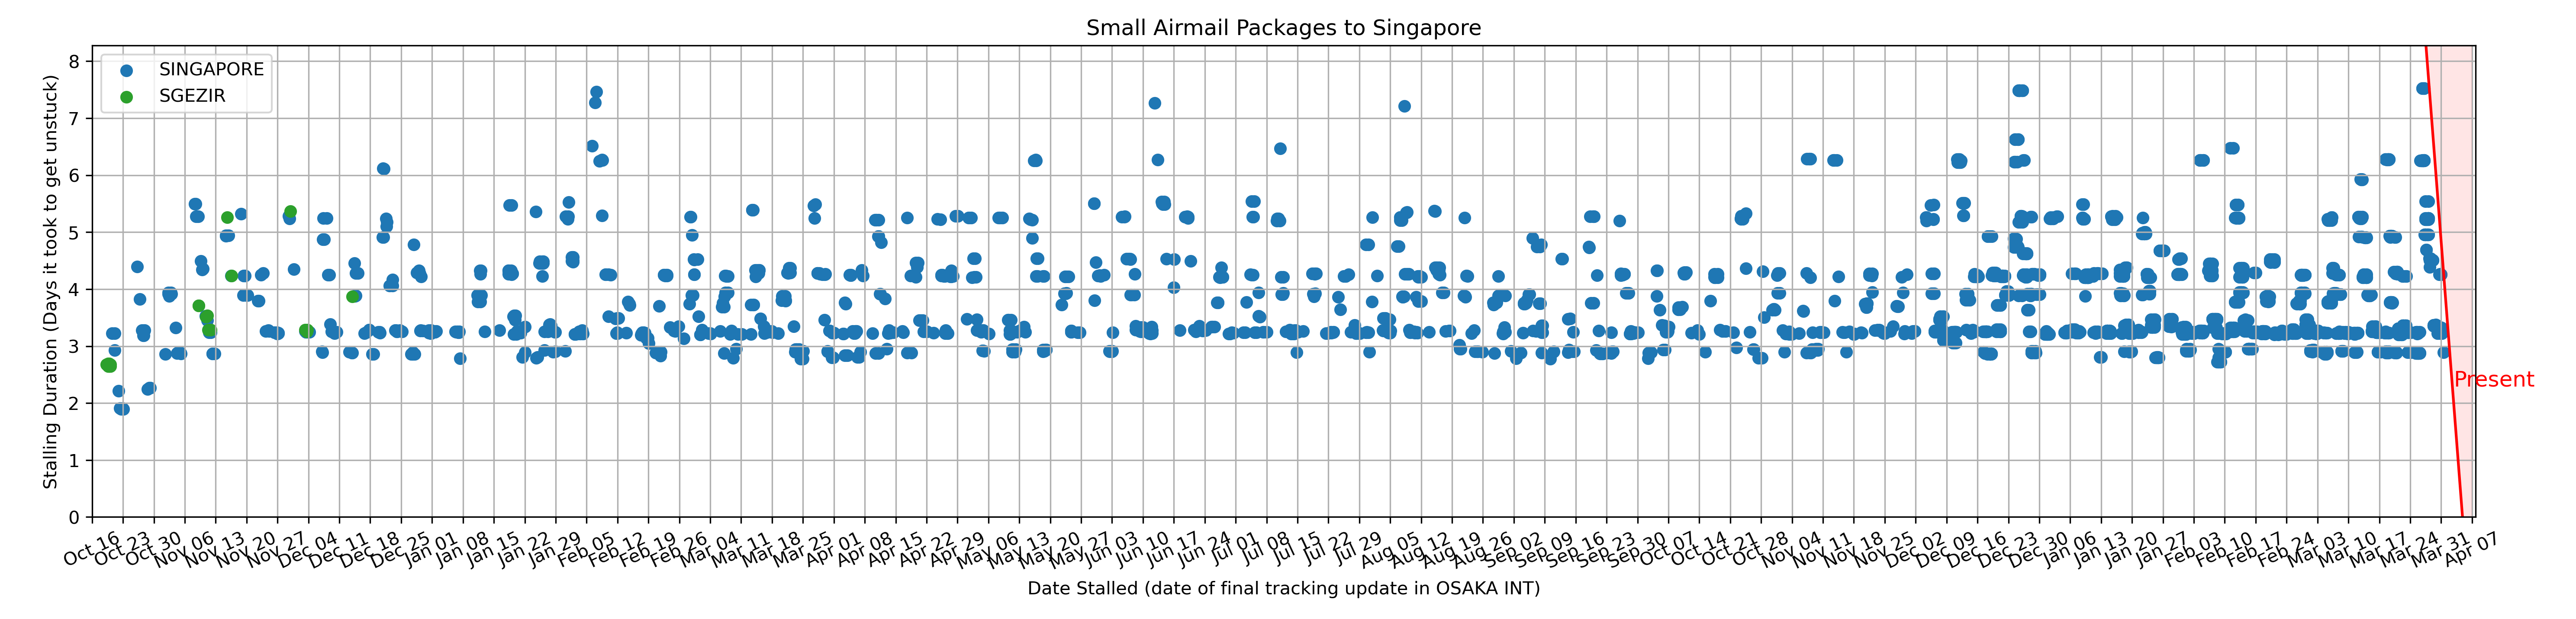 Small Airmail Packages to Singapore
SINGAPORE
SGEZIR
Stalling Duration (Days it took to get unstuck)
8
7
6
5
4
3
2
1
0
Present
Oct 16
Oct 23
Oct 30
Nov 06
Nov 13
Nov 20
Nov 27
Dec 04
Dec 11
Dec 18
Dec 25
Jan 01
Jan 08
Jan 15
Jan 22
Jan 29
Feb 05
Feb 12
Feb 19
Feb 26
Mar 04
Mar 11
Mar 18
Mar 25
Apr 01
Apr 08
Apr 15
Apr 22
Apr 29
May 06
May 13
May 20
May 27
Jun 03
Jun 10
Jun 17
Jun 24
Jul 01
Jul 08
Jul 15
Jul 22
Jul 29
Aug 05
Aug 12
Aug 19
Aug 26
Sep 02
Sep 09
Sep 16
Sep 23
Sep 30
Oct 07
Oct 14
Oct 21
Oct 28
Nov 04
Nov 11
Nov 18
Nov 25
Dec 02
Dec 09
Dec 16
Dec 23
Dec 30
Jan 06
Jan 13
Jan 20
Jan 27
Feb 03
Feb 10
Feb 17
Feb 24
Mar 03
Mar 10
Mar 17
Mar 24
Mar 31
Apr 07
Date Stalled (date of final tracking update in OSAKA INT)